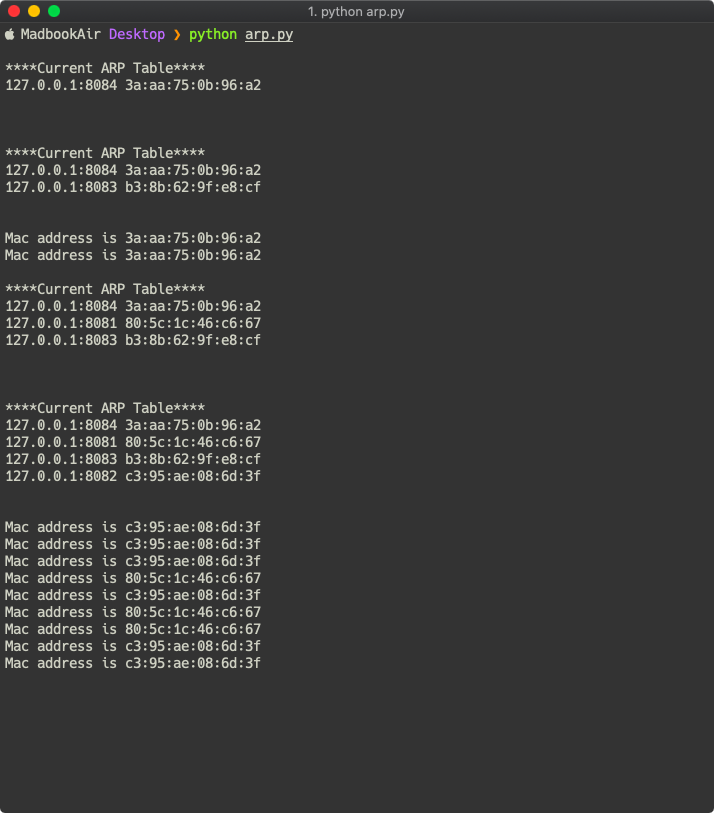 1. python arp.py
MadbookAir Desktop ❯ python arp.py
****Current ARP Table****
127.0.0.1:8084 3a:aa:75:0b:96:a2
****Current ARP Table****
127.0.0.1:8084 3a:aa:75:0b:96:a2
127.0.0.1:8083 b3:8b:62:9f:e8:cf
Mac address is 3a:aa:75:0b:96:a2
Mac address is 3a:aa:75:0b:96:a2
****Current ARP Table****
127.0.0.1:8084 3a:aa:75:0b:96:a2
127.0.0.1:8081 80:5c:1c:46:c6:67
127.0.0.1:8083 b3:8b:62:9f:e8:cf
****Current ARP Table****
127.0.0.1:8084 3a:aa:75:0b:96:a2
127.0.0.1:8081 80:5c:1c:46:c6:67
127.0.0.1:8083 b3:8b:62:9f:e8:cf
127.0.0.1:8082 c3:95:ae:08:6d:3f
Mac address is c3:95:ae:08:6d:3f
Mac address is c3:95:ae:08:6d:3f
Mac address is c3:95:ae:08:6d:3f
Mac address is 80:5c:1c:46:c6:67
Mac address is c3:95:ae:08:6d:3f
Mac address is 80:5c:1c:46:c6:67
Mac address is 80:5c:1c:46:c6:67
Mac address is c3:95:ae:08:6d:3f
Mac address is c3:95:ae:08:6d:3f